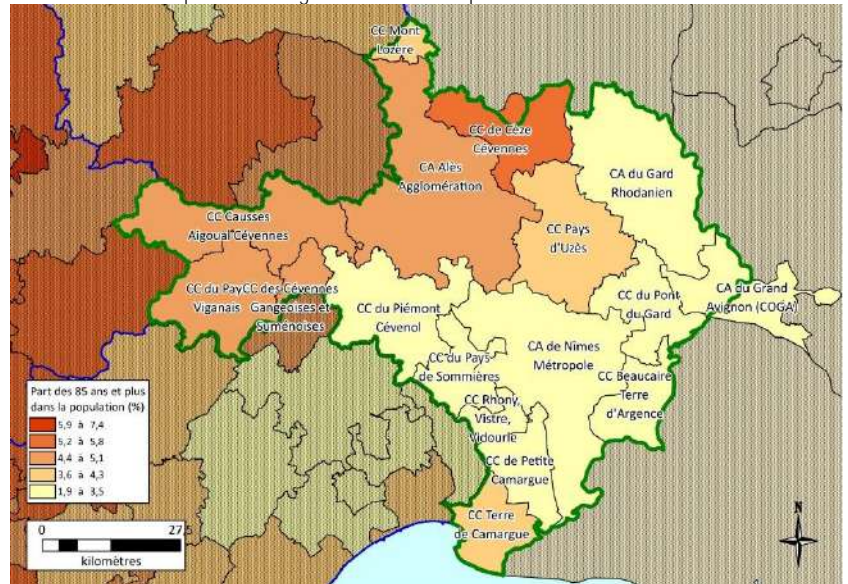 CC Mont
Lozère
CC de Cèze
Cévennes
CA du Gard
Rhodanien
CA Alès
Agglomération
CC Causses
Aigoual Cévennes
CC Pays
d'Uzès
CC du Pay
Viganais
CC des Cévennes
Gangeoises et
Suménoises
CC du Pont
du Gard
CA du Grand
Avignon (COGA)
CC du Piémont
Cévenol
CA de Nîmes
Métropole
CC du Pays
de Sommières
CC Beaucaire
Terre
d'Argence
CC Rhony,
Vistre,
Vidourle
CC de Petite
Camargue
CC Terre
de Camargue
Part des 85 ans et plus
dans la population (%)
5,9 à 7,4
5,2 à 5,8
4,4 à 5,1
3,6 à 4,3
1,9 à 3,5
0 27,5
kilomètres
N